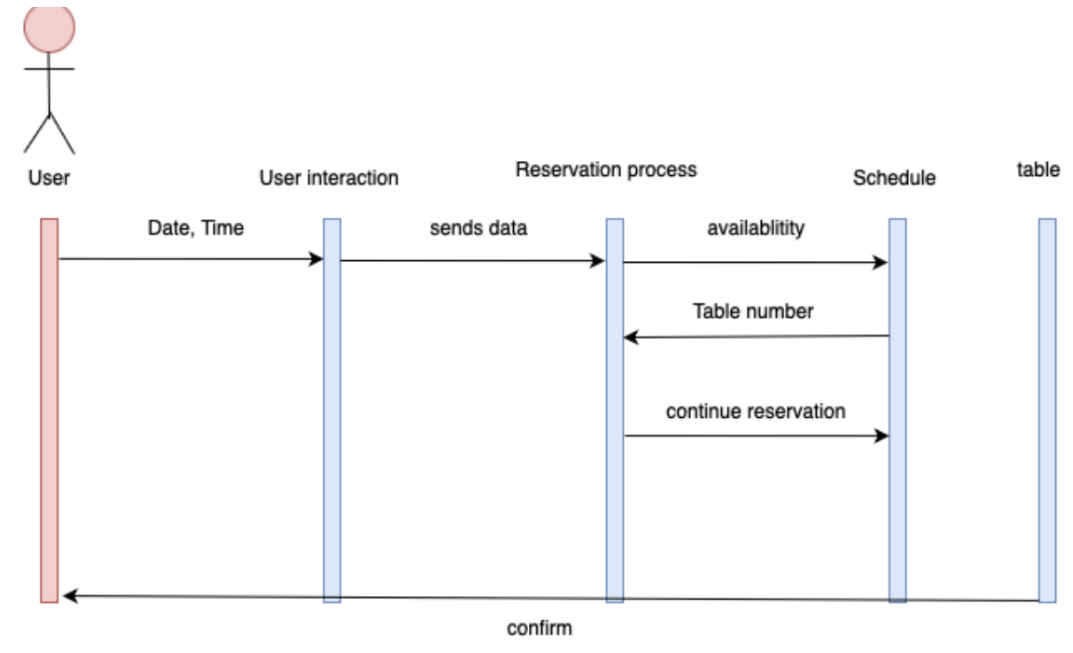 User
User interaction
Reservation process
Schedule
table
Date, Time
sends data
availablitity
Table number
continue reservation
confirm